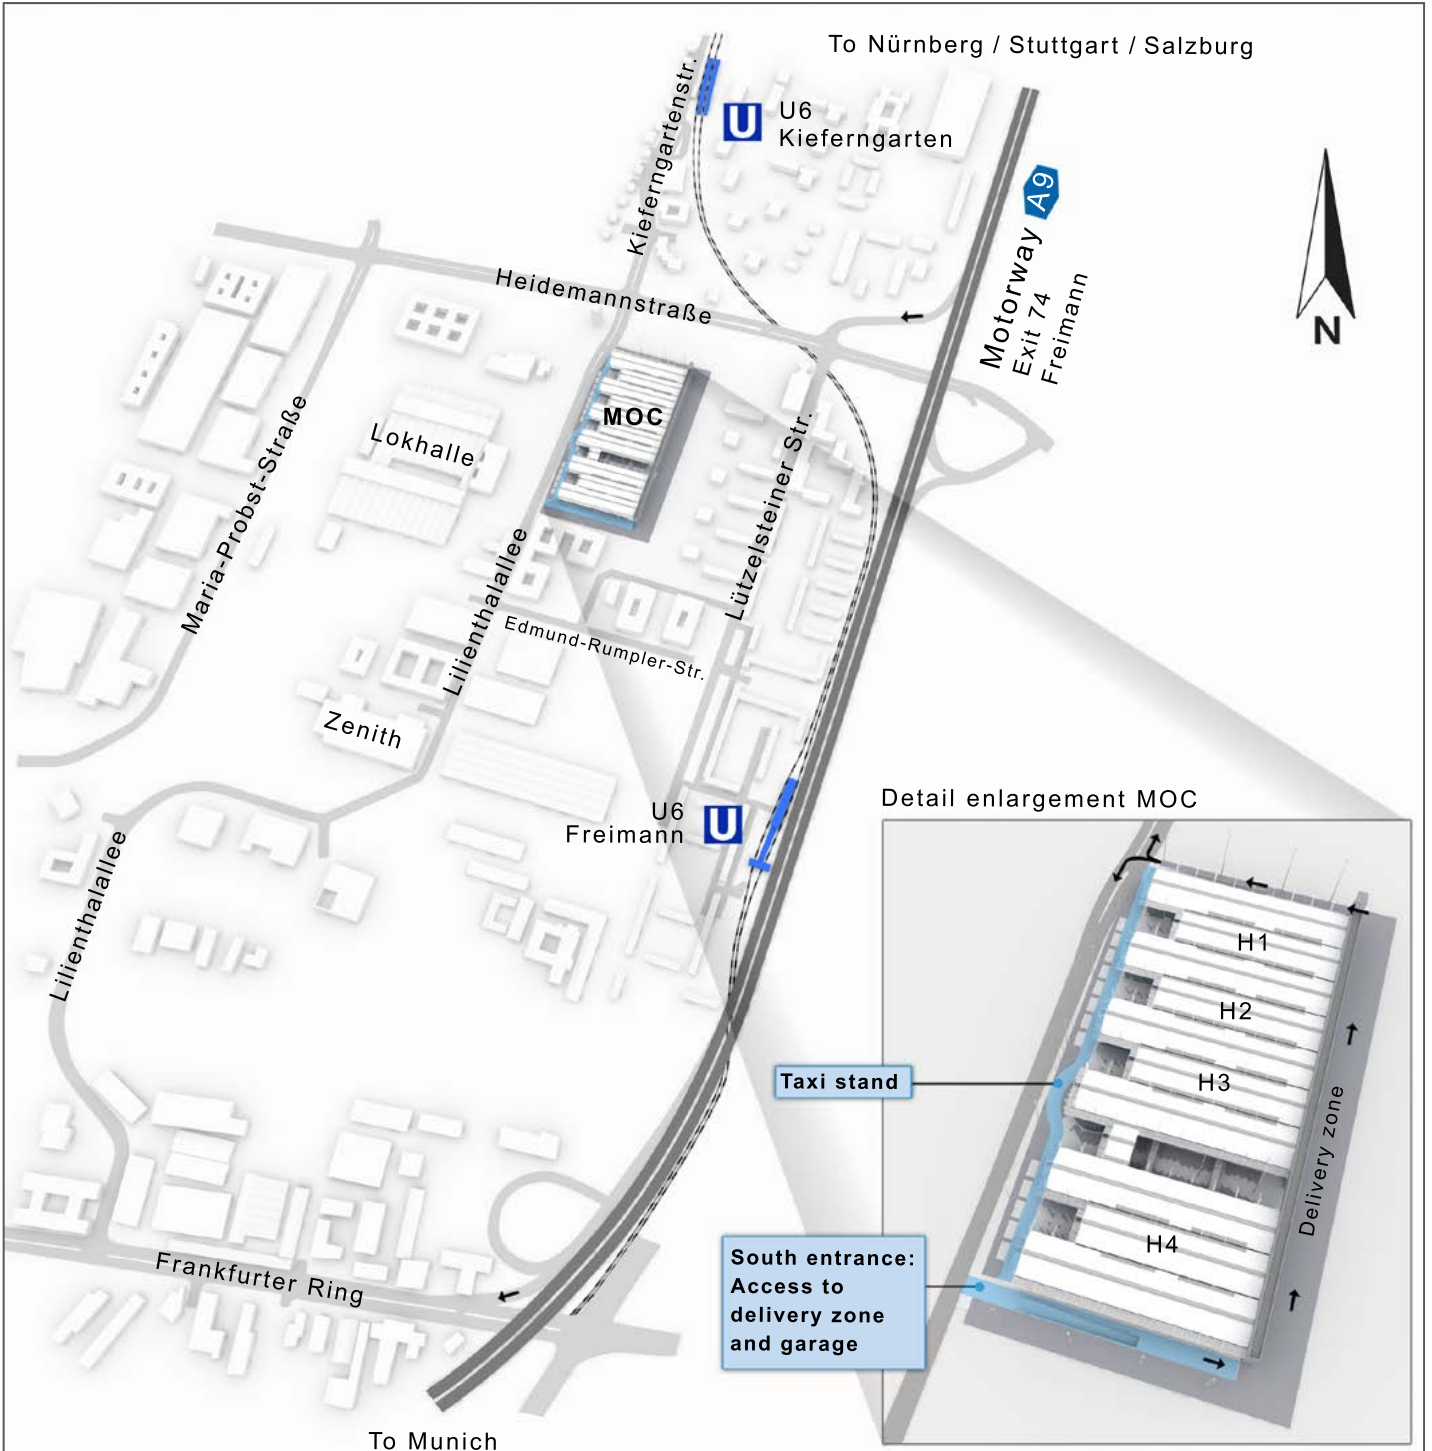 To Nürnberg / Stuttgart / Salzburg
Kieferngartenstr.
U
U6
Kieferngarten
A9
Motorway
Exit 74
Freimann
N
Heidemannstraße
MOC
Lokhalle
Maria-Probst-Straße
Lützelsteiner Str.
Lilienthalallee
Edmund-Rumpler-Str.
Zenith
U6
Freimann
U
Lilienthalallee
Detail enlargement MOC
H1
H2
H3
H4
Taxi stand
Delivery zone
South entrance:
Access to
delivery zone
and garage
Frankfurter Ring
To Munich